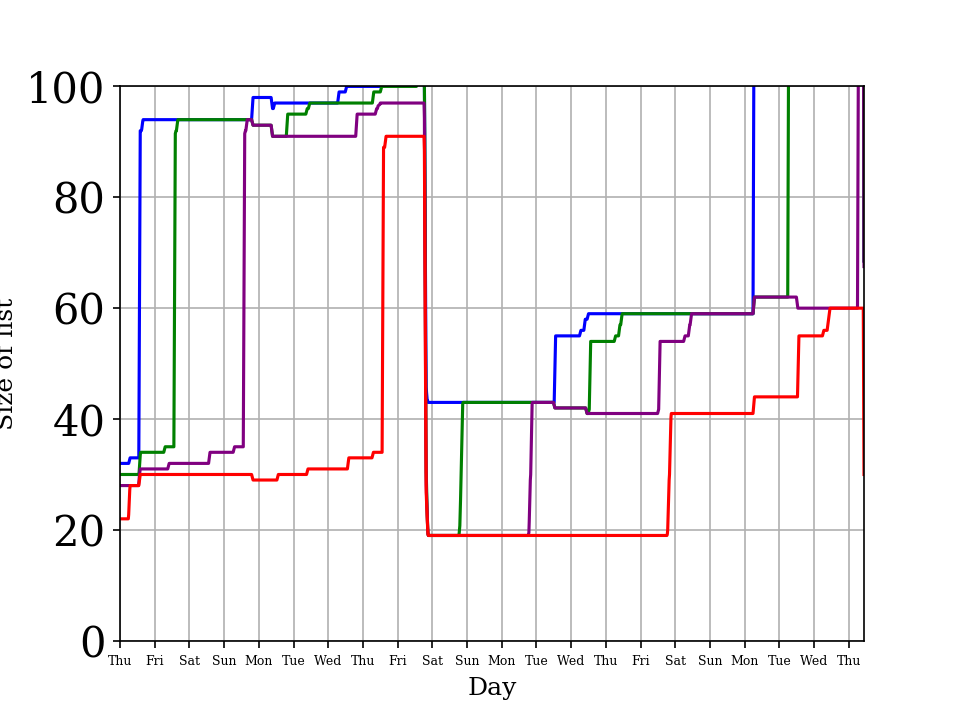 100
80
60
40
20
0
Size of list
Thu Fri Sat Sun Mon Tue Wed Thu Fri Sat Sun Mon Tue Wed Thu Fri Sat Sun Mon Tue Wed Thu
Day